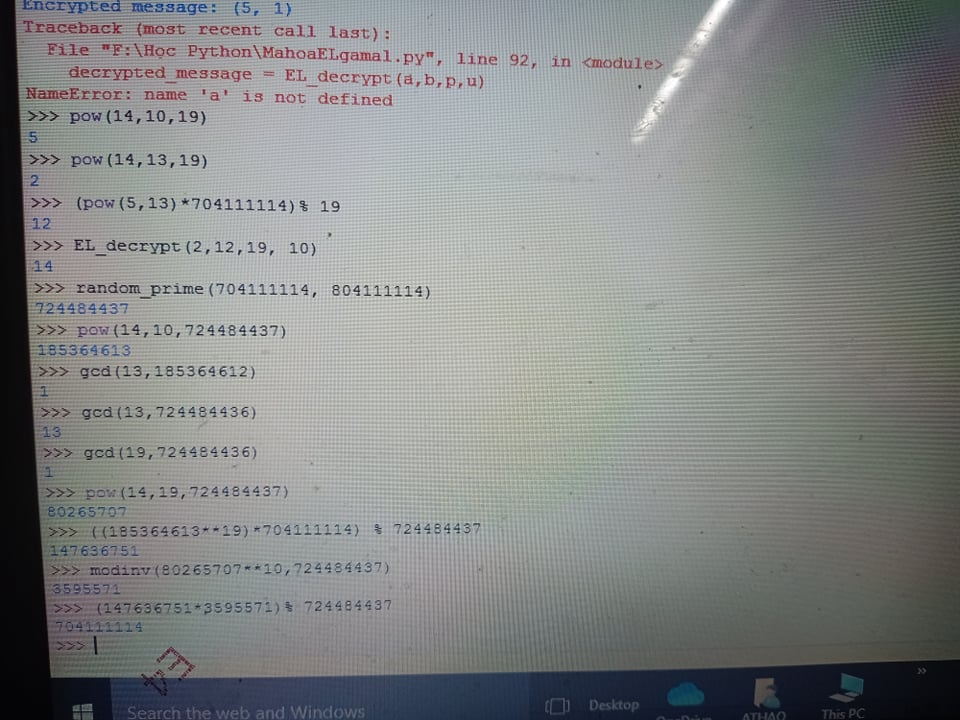 Encrypted message: (5, 1)
Traceback (most recent call last):
  File "F:\Học Python\MahoaELgamal.py", line 92, in <module>
    decrypted_message = EL_decrypt(a,b,p,u)
NameError: name 'a' is not defined
>>> pow(14,10,19)
5
>>> pow(14,13,19)
2
>>> (pow(5,13)*704111114)% 19
12
>>> EL_decrypt(2,12,19, 10)
14
>>> random_prime(704111114, 804111114)
724484437
>>> pow(14,10,724484437)
185364613
>>> gcd(13,185364612)
1
>>> gcd(13,724484436)
13
>>> gcd(19,724484436)
1
>>> pow(14,19,724484437)
80265707
>>> ((185364613**19)*704111114) % 724484437
147636751
>>> modinv(80265707**10,724484437)
3595571
>>> (147636751*3595571)% 724484437
704111114
>>>
Search the web and Windows
Desktop
OneDrive
ATHAO
This PC
»